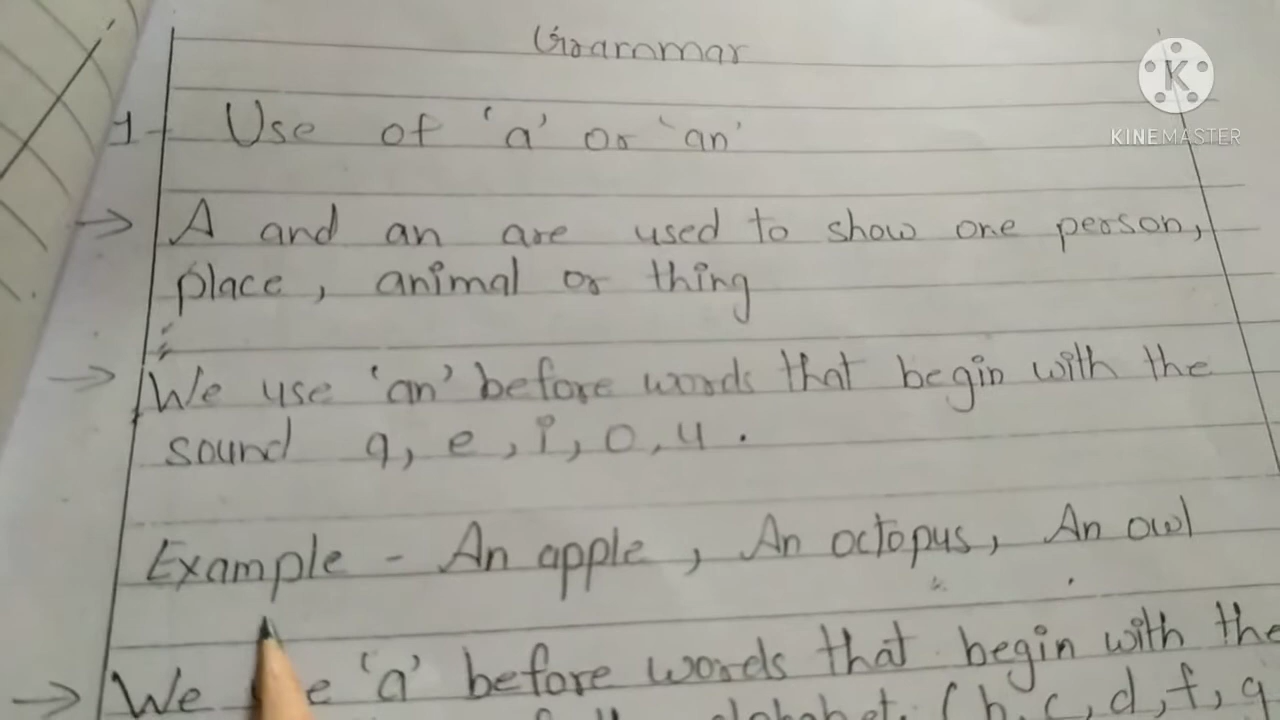 Grammar
1- Use of 'a' or 'an'
→ A and an are used to show one person,
place, animal or thing
→ We use 'an' before words that begin with the
sound a, e, i, o, u.
Example - An apple, An octopus, An owl
→ We 'a' before words that begin with the
alphabet. (b, c, d, f, g
K
KINEMASTER